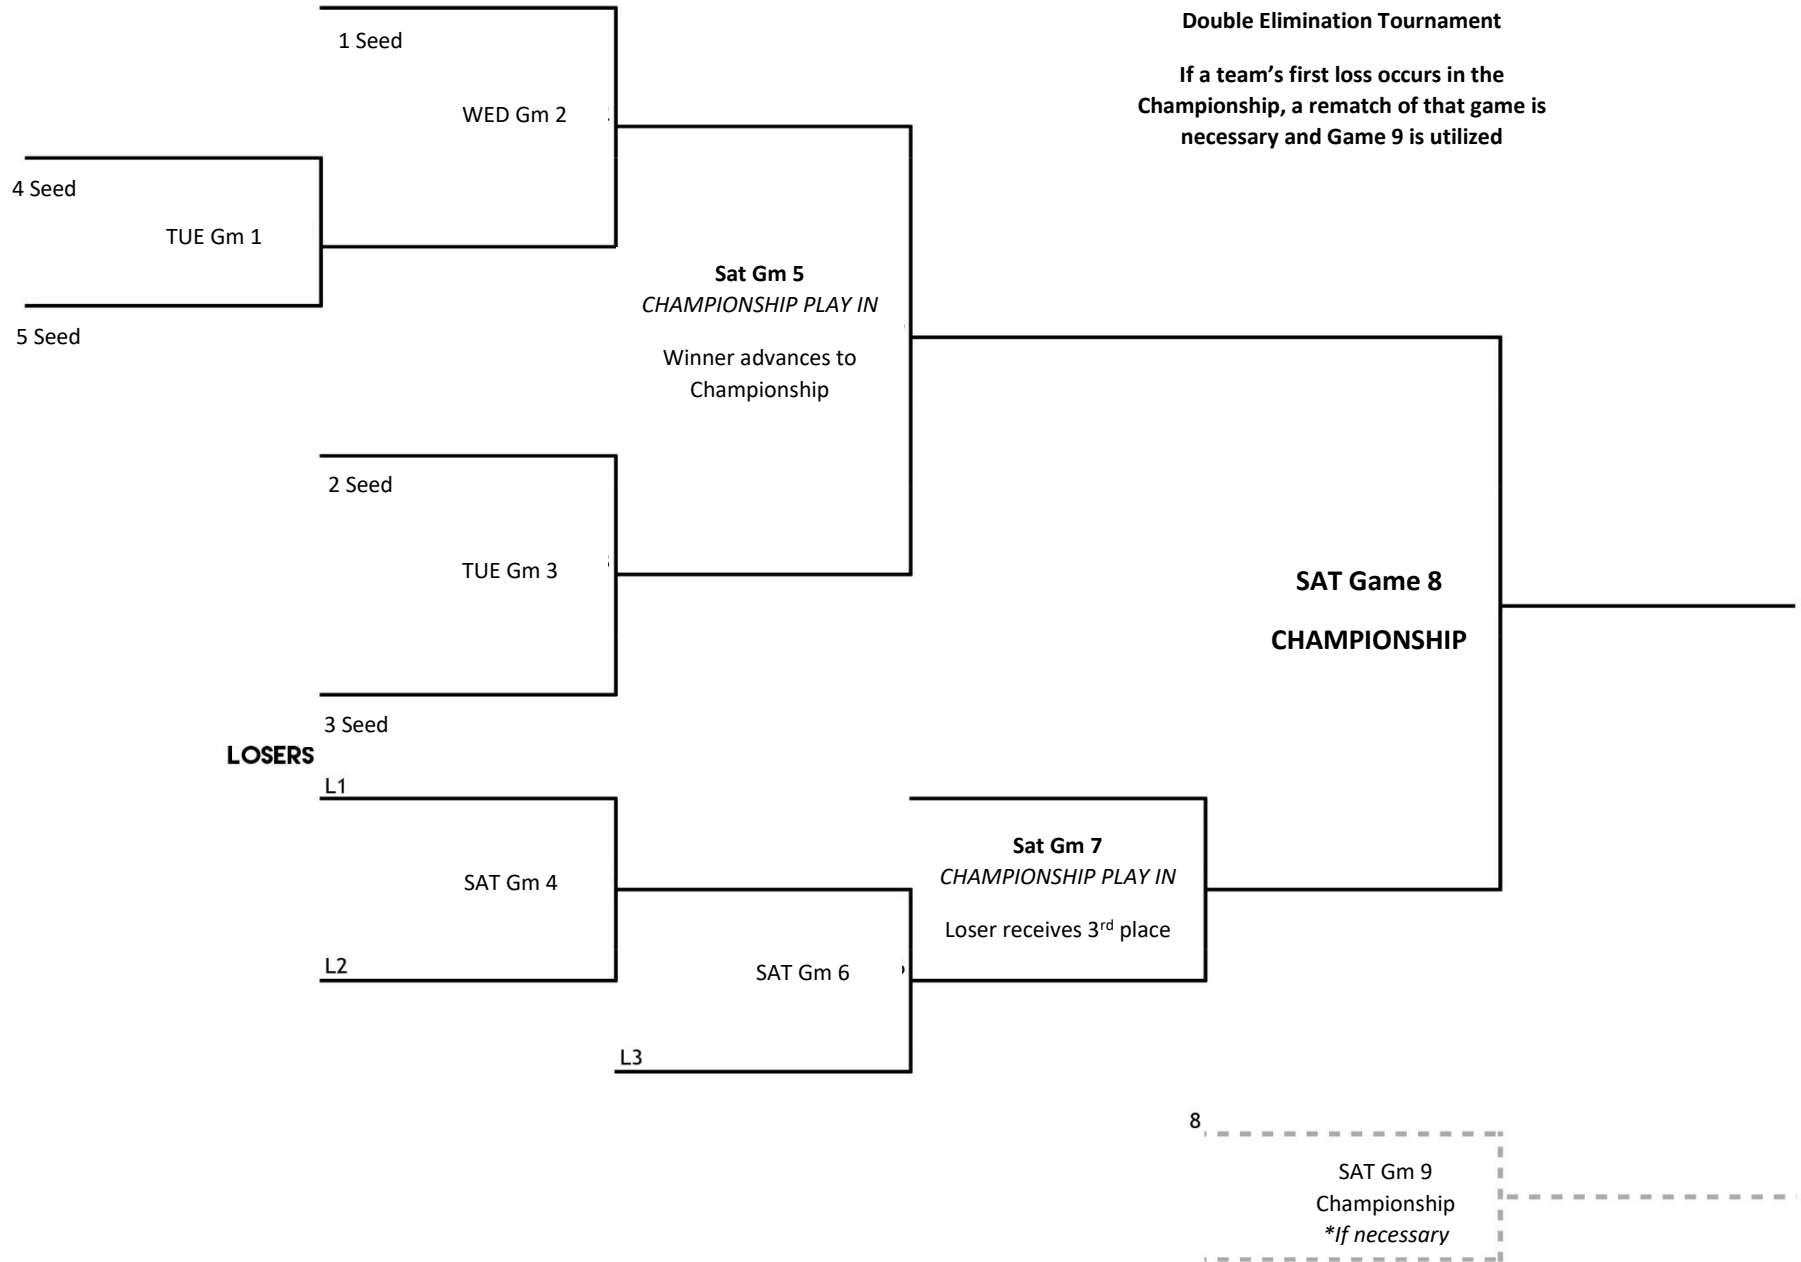 Double Elimination Tournament
If a team’s first loss occurs in the
Championship, a rematch of that game is
necessary and Game 9 is utilized
1 Seed
WED Gm 2
4 Seed
TUE Gm 1
5 Seed
Sat Gm 5
CHAMPIONSHIP PLAY IN
Winner advances to
Championship
2 Seed
TUE Gm 3
3 Seed
SAT Game 8
CHAMPIONSHIP
LOSERS
L1
SAT Gm 4
L2
Sat Gm 7
CHAMPIONSHIP PLAY IN
Loser receives 3rd place
SAT Gm 6
L3
8
SAT Gm 9
Championship
*If necessary